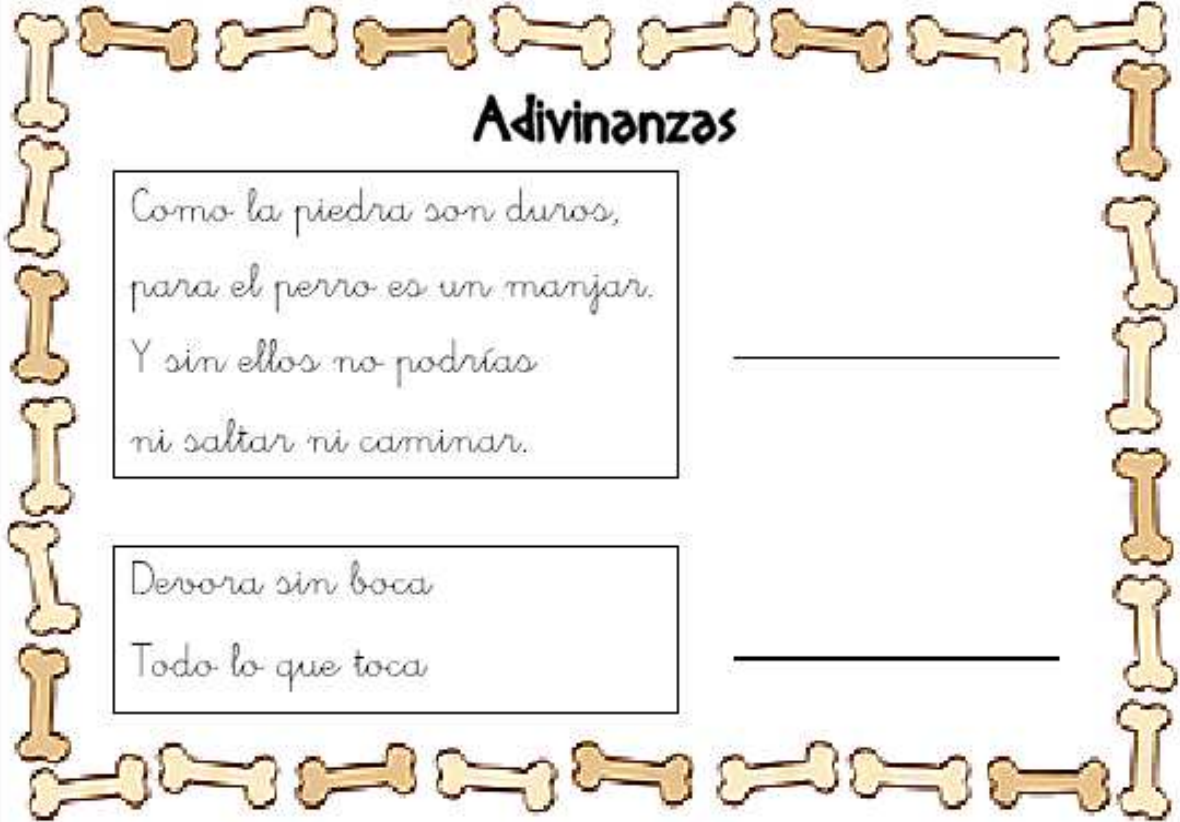 Adivinanzas
Como la piedra son duros,
para el perro es un manjar.
Y sin ellos no podrías
ni saltar ni caminar.
Devora sin boca
Todo lo que toca